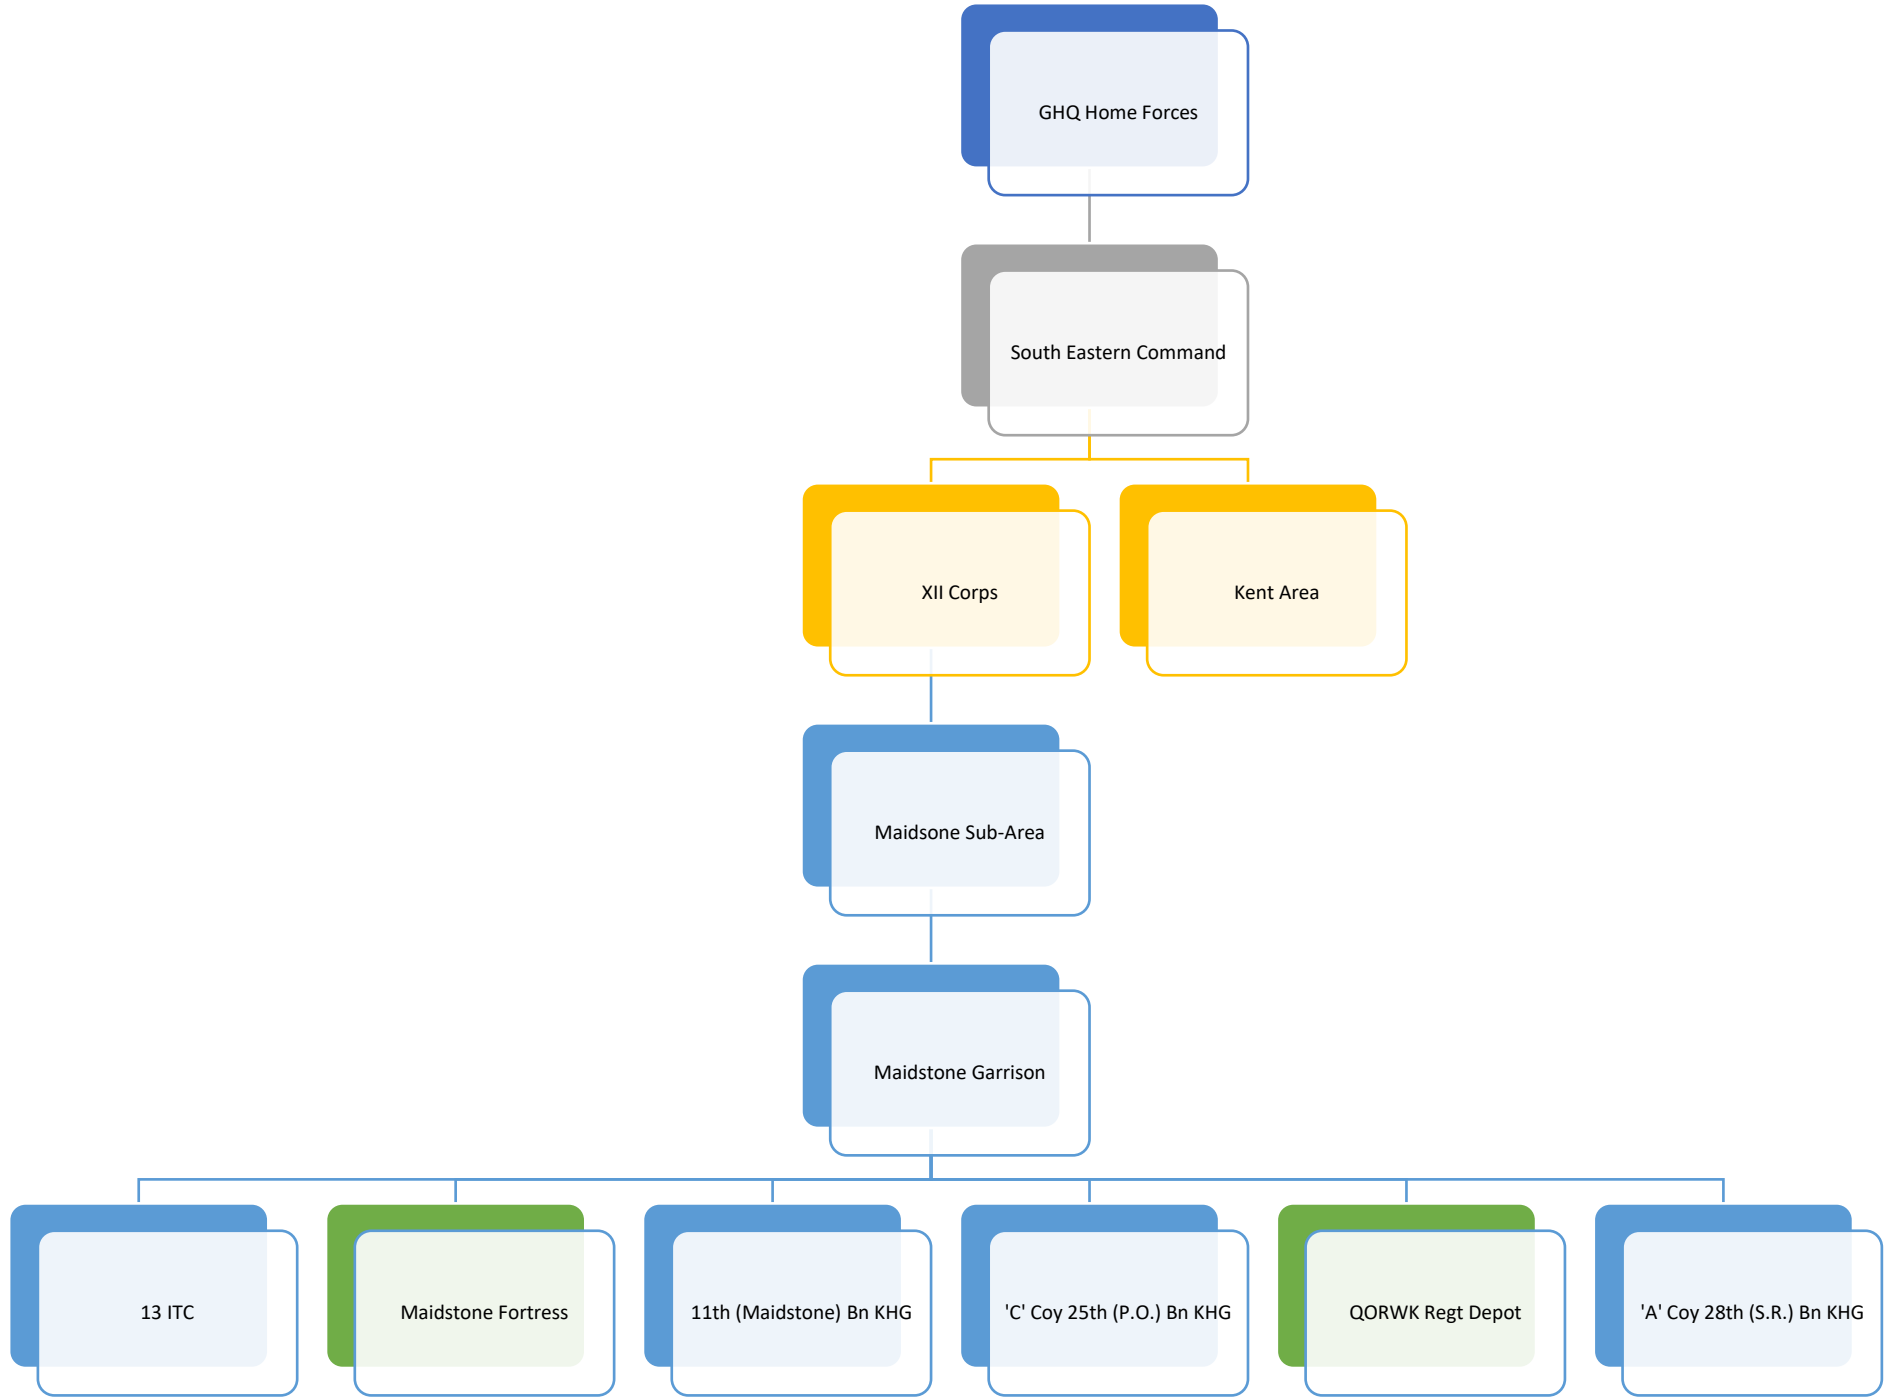 GHQ Home Forces
South Eastern Command
XII Corps
Kent Area
Maidsone Sub-Area
Maidstone Garrison
13 ITC
Maidstone Fortress
11th (Maidstone) Bn KHG
'C' Coy 25th (P.O.) Bn KHG
QORWK Regt Depot
'A' Coy 28th (S.R.) Bn KHG